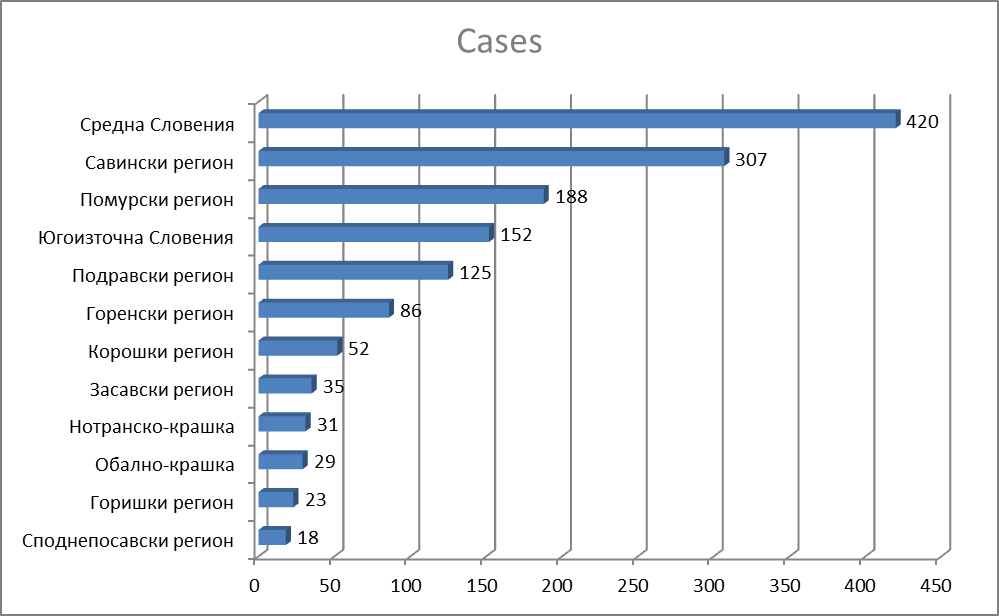 Cases
Средна Словения 420
Савински регион 307
Помурски регион 188
Югоизточна Словения 152
Подравски регион 125
Горенски регион 86
Корошки регион 52
Засавски регион 35
Нотранско-крашка 31
Обално-крашка 29
Горишки регион 23
Споднепосавски регион 18
0 50 100 150 200 250 300 350 400 450